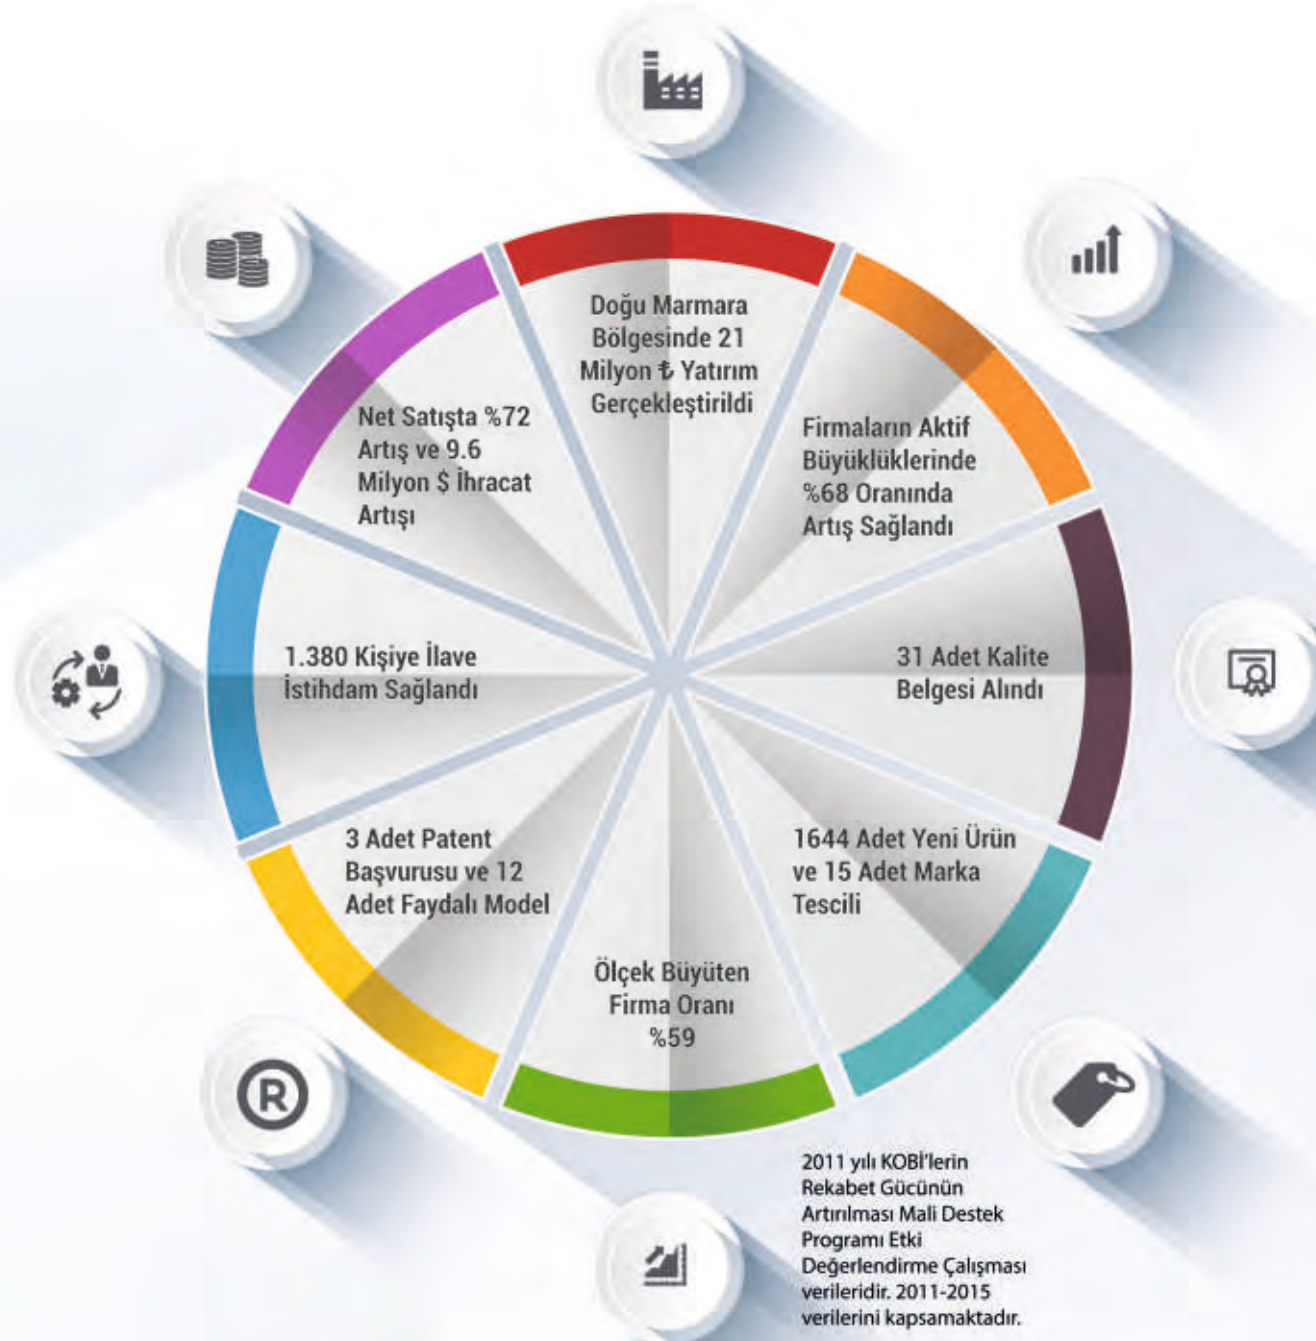 Doğu Marmara
Bölgesinde 21
Milyon ₺ Yatırım
Gerçekleştirildi
Firmaların Aktif
Büyüklüklerinde
%68 Oranında
Artış Sağlandı
31 Adet Kalite
Belgesi Alındı
1644 Adet Yeni Ürün
ve 15 Adet Marka
Tescili
Ölçek Büyüten
Firma Oranı
%59
3 Adet Patent
Başvurusu ve 12
Adet Faydalı Model
1.380 Kişiye İlave
İstihdam Sağlandı
Net Satışta %72
Artış ve 9.6
Milyon $ İhracat
Artışı
R
2011 yılı KOBİ'lerin
Rekabet Gücünün
Artırılması Mali Destek
Programı Etki
Değerlendirme Çalışması
verileridir. 2011-2015
verilerini kapsamaktadır.